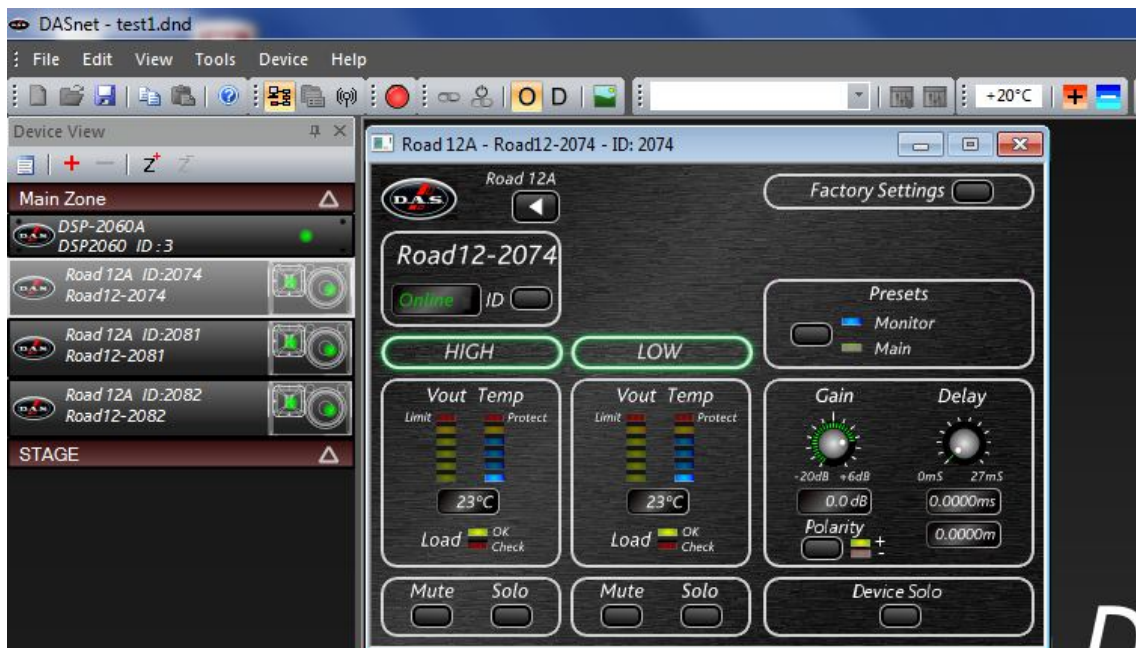 DASnet - test1.dnd
File Edit View Tools Device Help
O D +20°C
Device View
Z+ Z-
Main Zone
DSP-2060A
DSP2060 ID : 3
Road 12A ID:2074
Road12-2074
Road 12A ID:2081
Road12-2081
Road 12A ID:2082
Road12-2082
STAGE
Road 12A - Road12-2074 - ID: 2074
D.A.S.
Road 12A
Factory Settings
Road12-2074
Online ID
Presets
Monitor
Main
HIGH LOW
Vout Temp
Limit Protect
23°C
Load OK
Check
Vout Temp
Limit Protect
23°C
Load OK
Check
Gain Delay
-20dB +6dB 0mS 27mS
0.0 dB 0.0000ms
Polarity + - 0.0000m
Mute Solo Mute Solo Device Solo
D